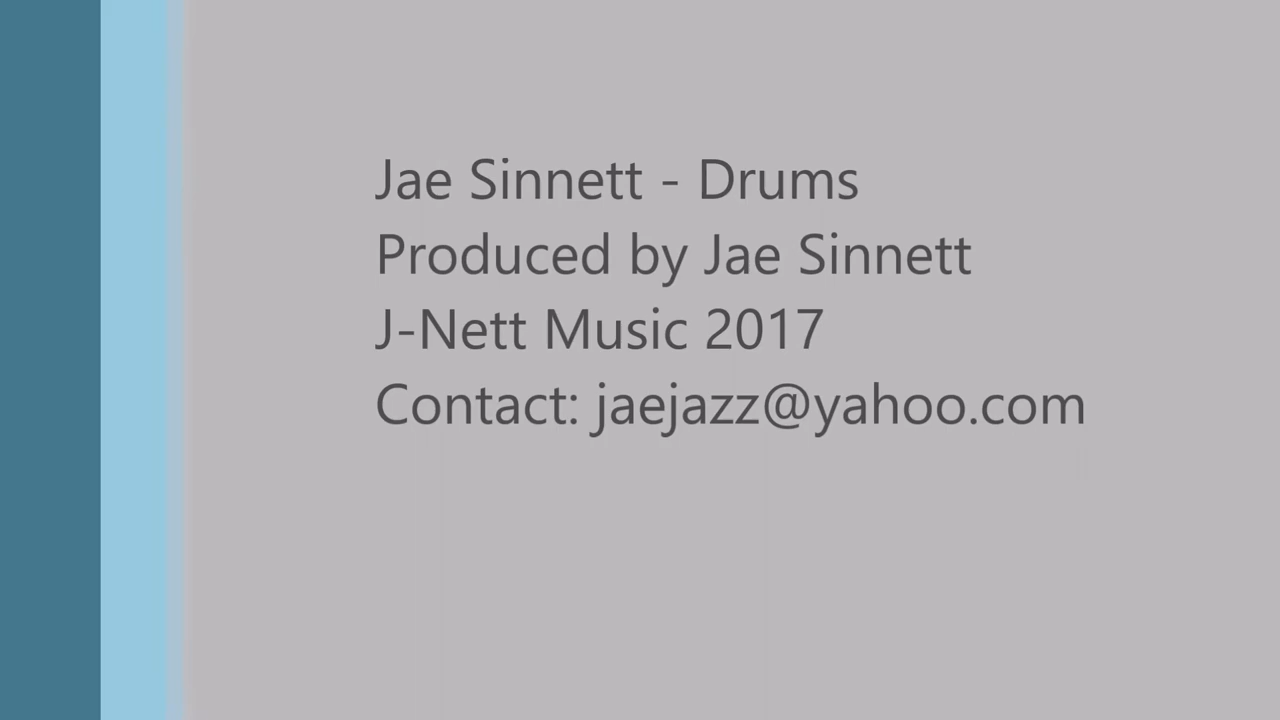 Jae Sinnett - Drums
Produced by Jae Sinnett
J-Nett Music 2017
Contact: jaejazz@yahoo.com